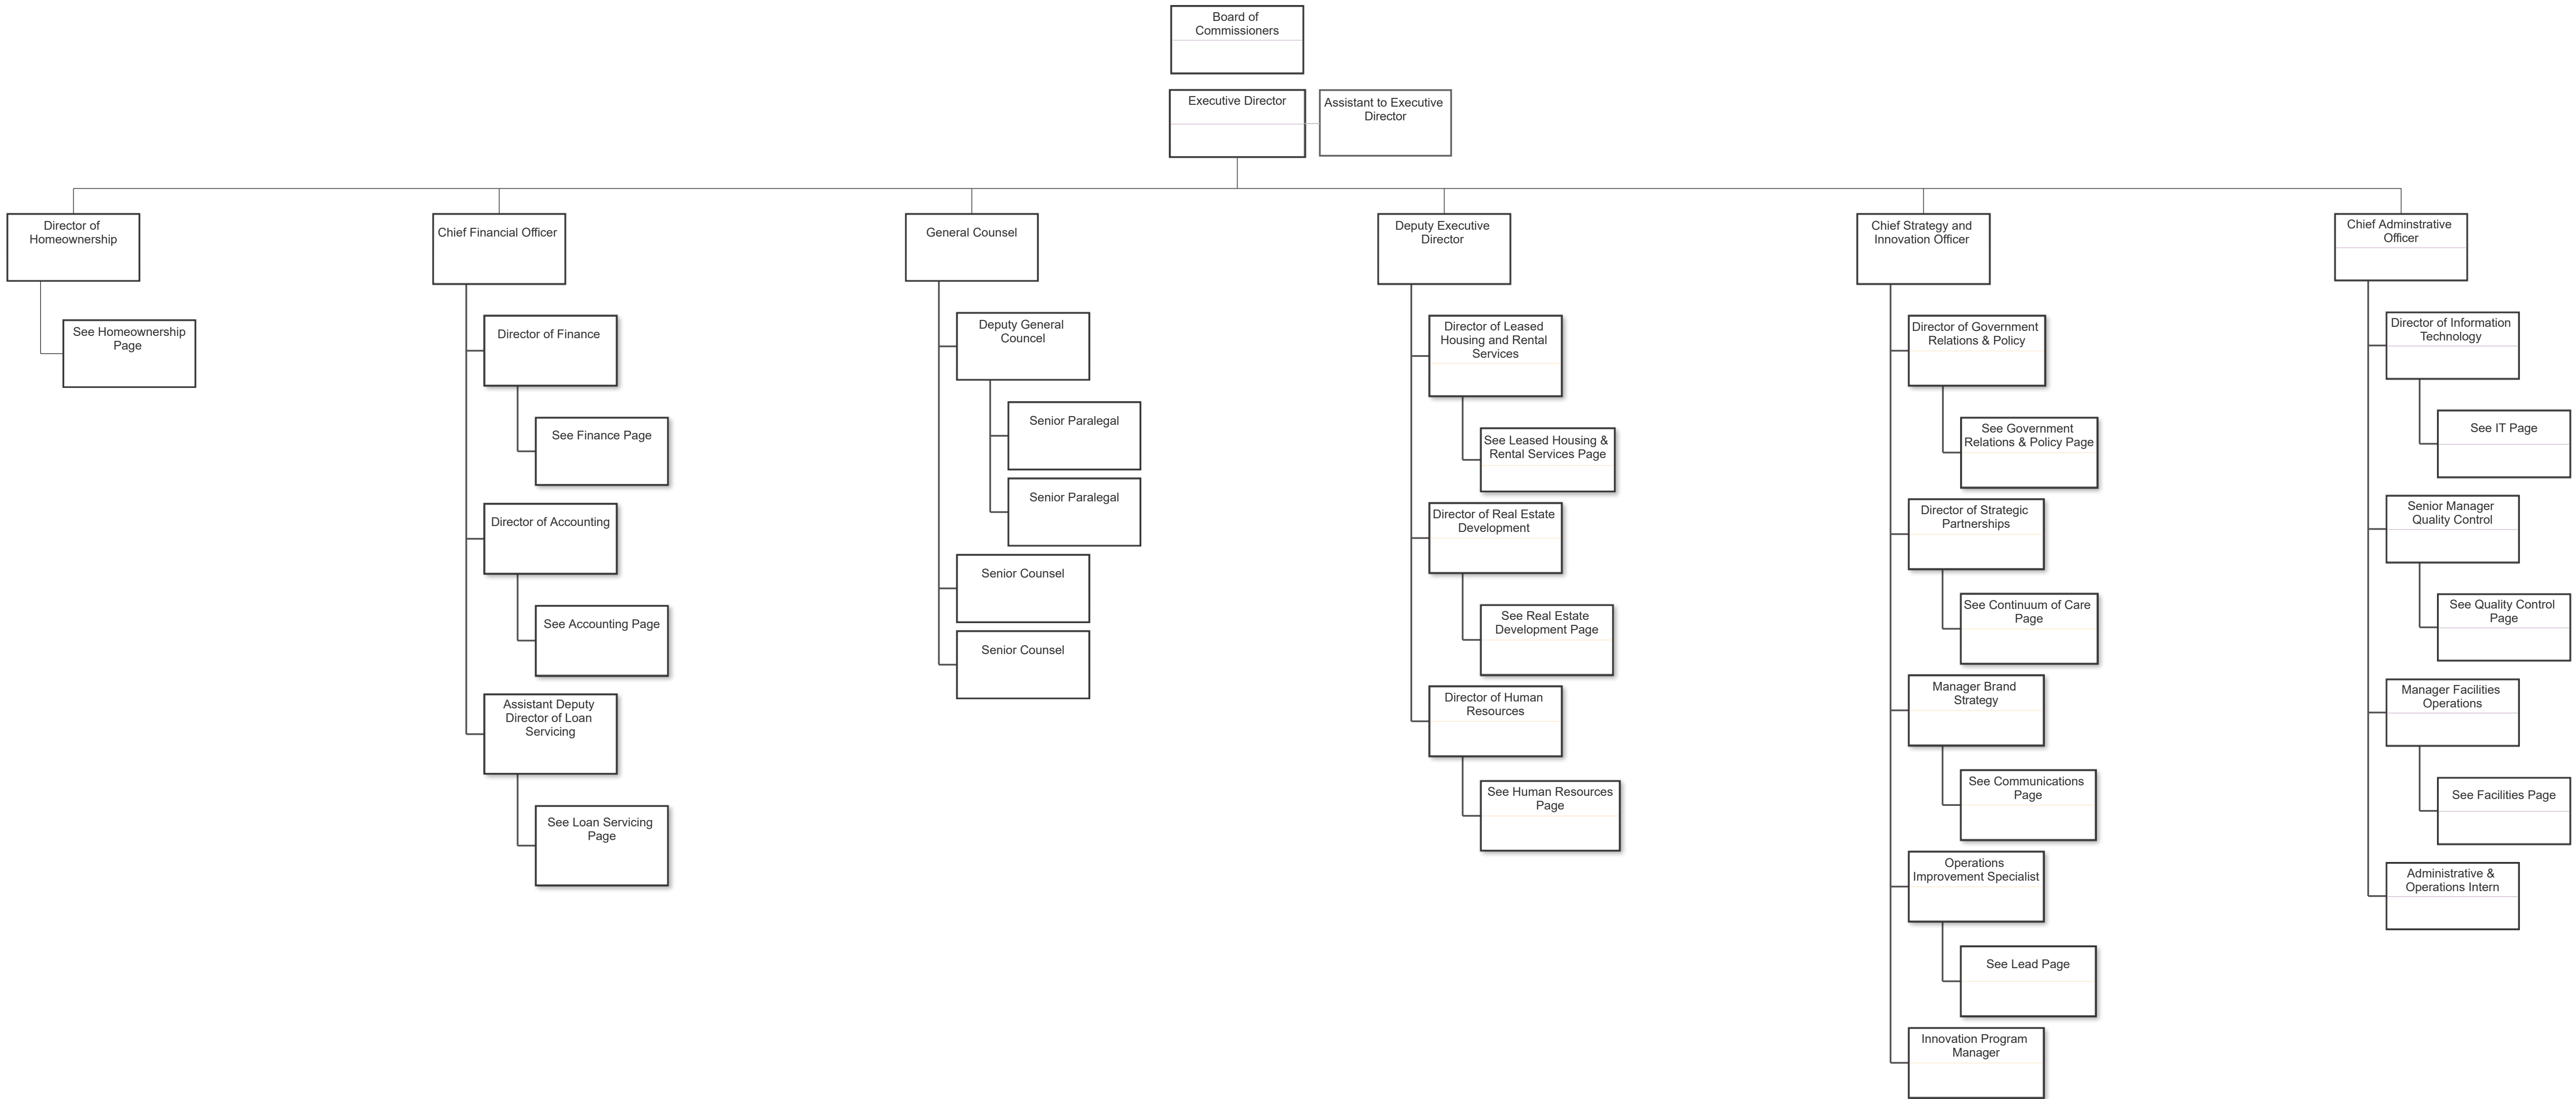 Board of
Commissioners
Executive Director
Assistant to Executive
Director
Director of
Homeownership
See Homeownership
Page
Chief Financial Officer
Director of Finance
See Finance Page
Director of Accounting
See Accounting Page
Assistant Deputy
Director of Loan
Servicing
See Loan Servicing
Page
General Counsel
Deputy General
Councel
Senior Paralegal
Senior Paralegal
Senior Counsel
Senior Counsel
Deputy Executive
Director
Director of Leased
Housing and Rental
Services
See Leased Housing &
Rental Services Page
Director of Real Estate
Development
See Real Estate
Development Page
Director of Human
Resources
See Human Resources
Page
Chief Strategy and
Innovation Officer
Director of Government
Relations & Policy
See Government
Relations & Policy Page
Director of Strategic
Partnerships
See Continuum of Care
Page
Manager Brand
Strategy
See Communications
Page
Operations
Improvement Specialist
See Lead Page
Innovation Program
Manager
Chief Adminstrative
Officer
Director of Information
Technology
See IT Page
Senior Manager
Quality Control
See Quality Control
Page
Manager Facilities
Operations
See Facilities Page
Administrative &
Operations Intern